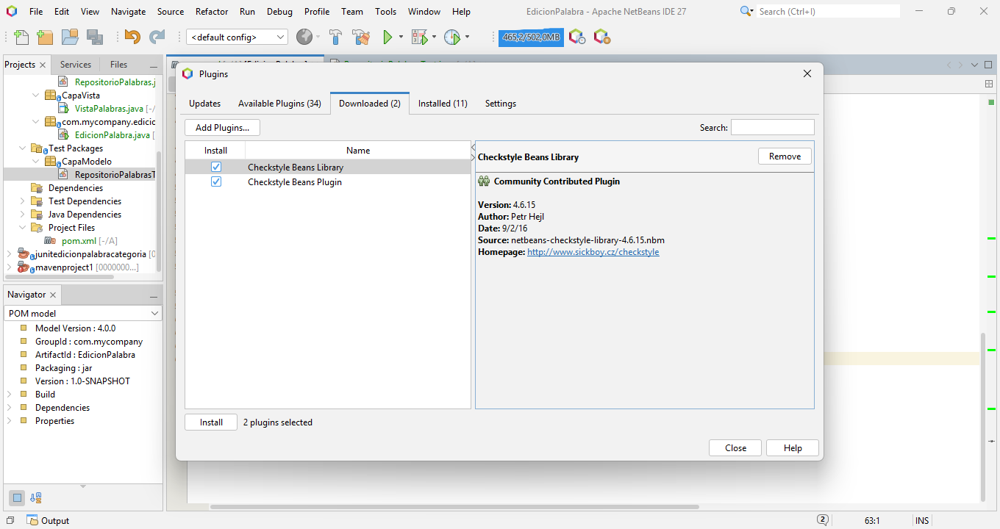 File Edit View Navigate Source Refactor Run Debug Profile Team Tools Window Help
EdicionPalabra - Apache NetBeans IDE 27
Search (Ctrl+I)
<default config>
465,2/502,0MB
Projects Services Files
RepositorioPalabras.j
CapaVista
VistaPalabras.java [-/
com.mycompany.edicic
EdicionPalabra.java [
Test Packages
CapaModelo
RepositorioPalabrasT
Dependencies
Test Dependencies
Java Dependencies
Project Files
pom.xml [-/A]
junitedicionpalabracategoria [0
mavenproject1 [0000000...]
Navigator
POM model
Model Version : 4.0.0
GroupId : com.mycompany
ArtifactId : EdicionPalabra
Packaging : jar
Version : 1.0-SNAPSHOT
Build
Dependencies
Properties
Plugins
Updates Available Plugins (34) Downloaded (2) Installed (11) Settings
Add Plugins...
Search:
Install Name
Checkstyle Beans Library
Checkstyle Beans Plugin
Checkstyle Beans Library
Remove
Community Contributed Plugin
Version: 4.6.15
Author: Petr Hejl
Date: 9/2/16
Source: netbeans-checkstyle-library-4.6.15.nbm
Homepage: http://www.sickboy.cz/checkstyle
Install 2 plugins selected
Close Help
Output
2 63:1 INS